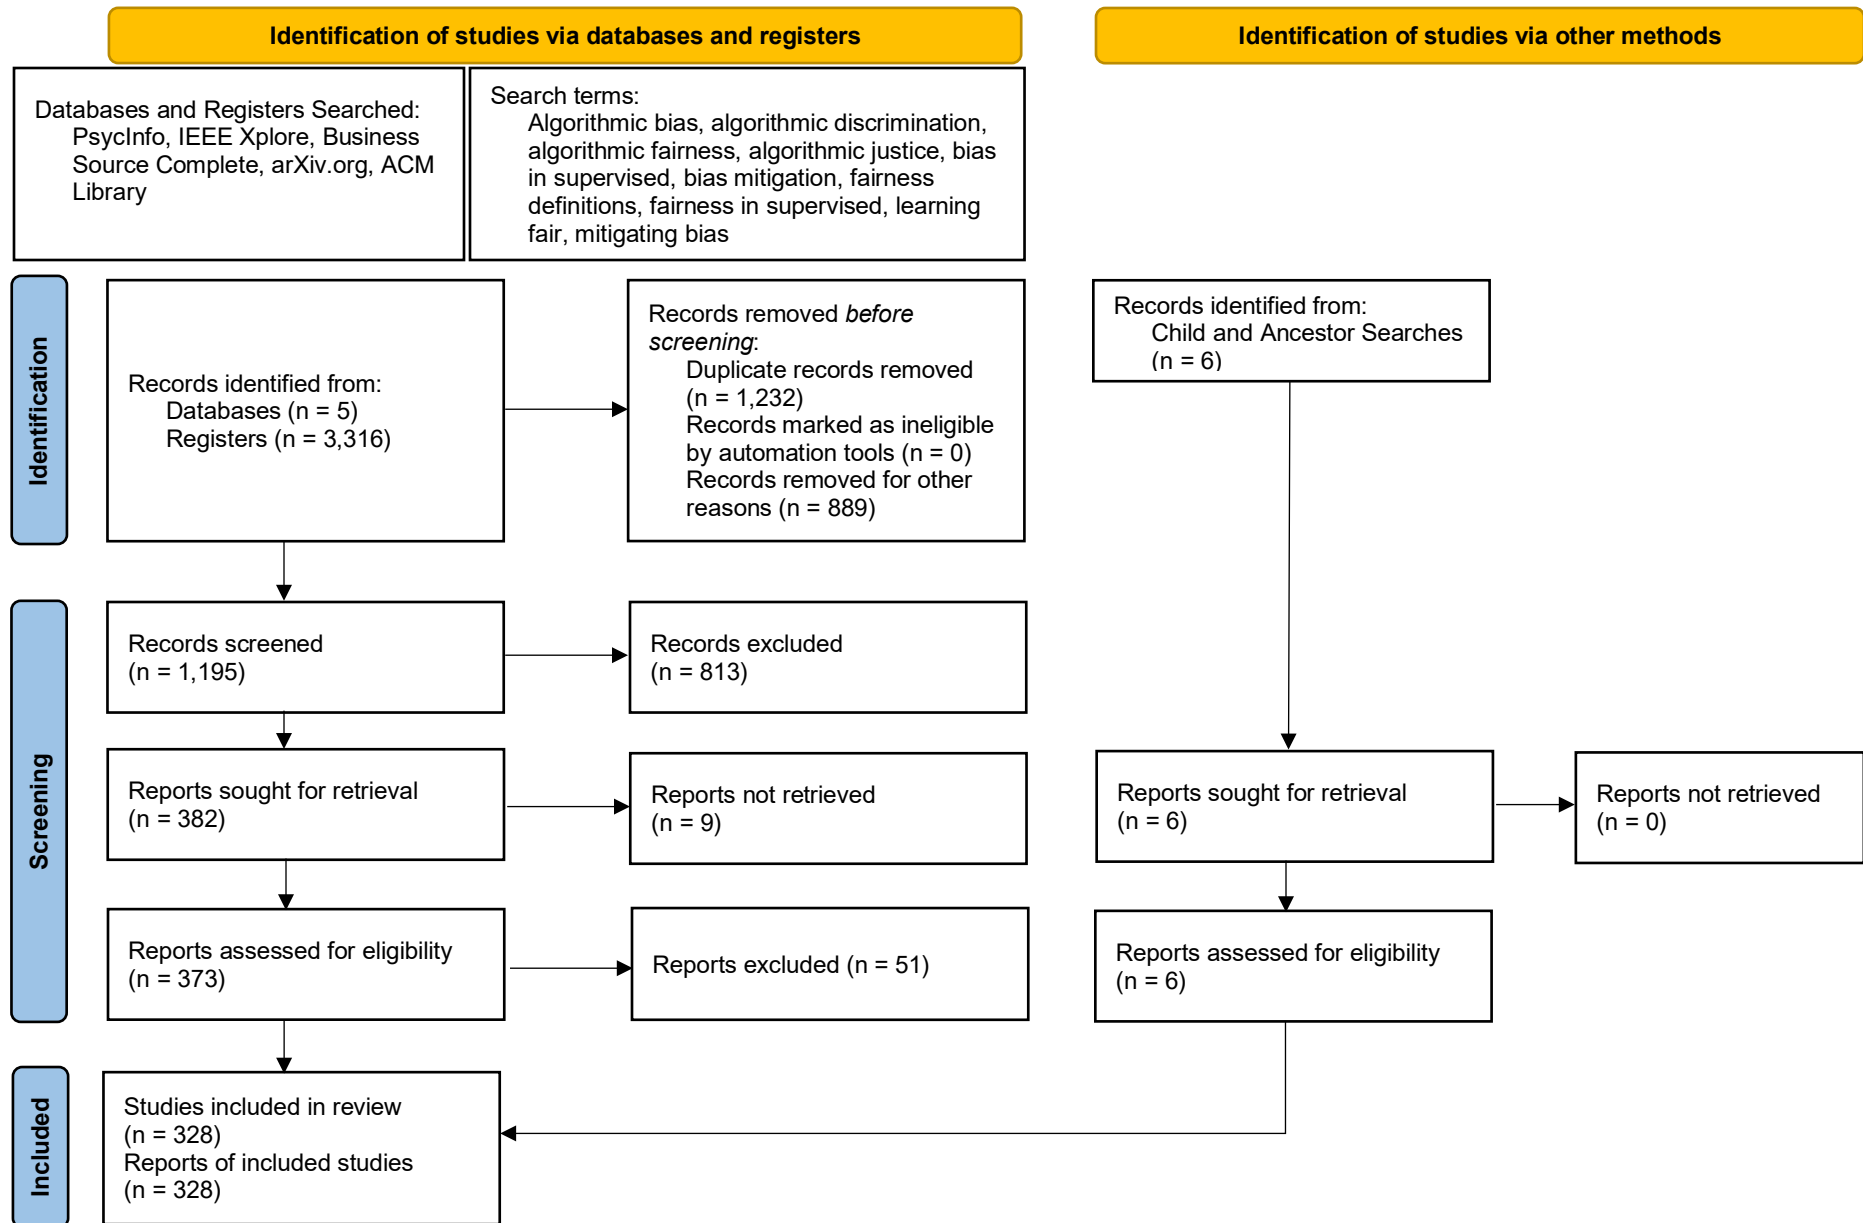 Identification of studies via databases and registers
Identification of studies via other methods
Databases and Registers Searched:
PsycInfo, IEEE Xplore, Business
Source Complete, arXiv.org, ACM
Library
Search terms:
Algorithmic bias, algorithmic discrimination,
algorithmic fairness, algorithmic justice, bias
in supervised, bias mitigation, fairness
definitions, fairness in supervised, learning
fair, mitigating bias
Identification
Records identified from:
Databases (n = 5)
Registers (n = 3,316)
Records removed before
screening:
Duplicate records removed
(n = 1,232)
Records marked as ineligible
by automation tools (n = 0)
Records removed for other
reasons (n = 889)
Records identified from:
Child and Ancestor Searches
(n = 6)
Screening
Records screened
(n = 1,195)
Records excluded
(n = 813)
Reports sought for retrieval
(n = 382)
Reports not retrieved
(n = 9)
Reports sought for retrieval
(n = 6)
Reports not retrieved
(n = 0)
Reports assessed for eligibility
(n = 373)
Reports excluded (n = 51)
Reports assessed for eligibility
(n = 6)
Included
Studies included in review
(n = 328)
Reports of included studies
(n = 328)